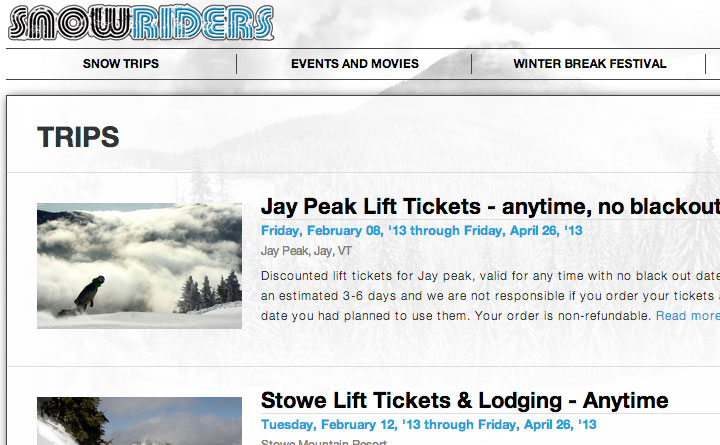 SNOWRIDERS
SNOW TRIPS
EVENTS AND MOVIES
WINTER BREAK FESTIVAL
TRIPS
Jay Peak Lift Tickets - anytime, no blackout
Friday, February 08, '13 through Friday, April 26, '13
Jay Peak, Jay, VT
Discounted lift tickets for Jay peak, valid for any time with no black out date
an estimated 3-6 days and we are not responsible if you order your tickets
date you had planned to use them. Your order is non-refundable. Read more
Stowe Lift Tickets & Lodging - Anytime
Tuesday, February 12, '13 through Friday, April 26, '13
Stowe Mountain Resort